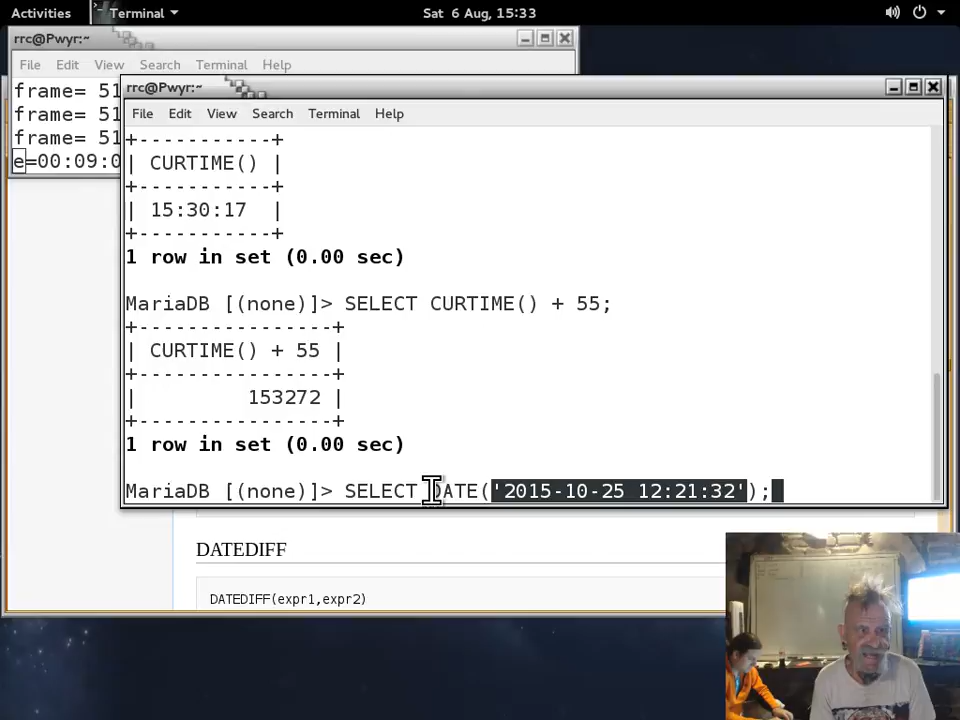 Activities Terminal Sat 6 Aug, 15:33
rrc@Pwyr:~
File Edit View Search Terminal Help
frame= 51
frame= 51
frame= 51
e=00:09:0
rrc@Pwyr:~
File Edit View Search Terminal Help
+-----------+
| CURTIME() |
+-----------+
| 15:30:17  |
+-----------+
1 row in set (0.00 sec)
MariaDB [(none)]> SELECT CURTIME() + 55;
+----------------+
| CURTIME() + 55 |
+----------------+
|         153272 |
+----------------+
1 row in set (0.00 sec)
MariaDB [(none)]> SELECT DATE('2015-10-25 12:21:32');
DATEDIFF
DATEDIFF(expr1,expr2)